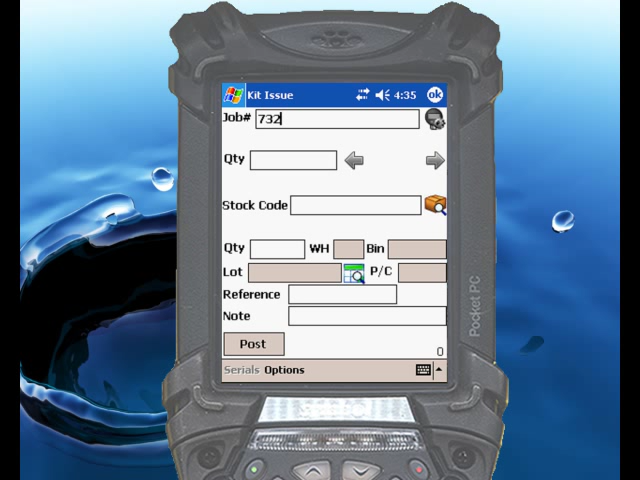 Kit Issue 4:35 ok
Job# 732
Qty
Stock Code
Qty WH Bin
Lot P/C
Reference
Note
Post
0
Serials Options
Pocket PC